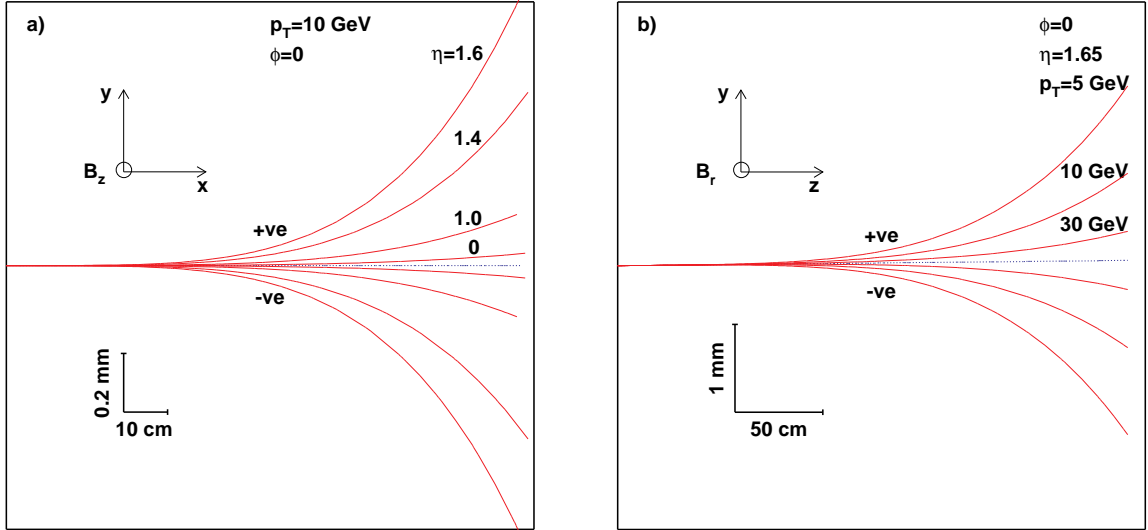 a)
p_T=10 GeV
ϕ=0
η=1.6
y
1.4
B_z
x
1.0
+ve
0
-ve
0.2 mm
10 cm
b)
ϕ=0
η=1.65
p_T=5 GeV
y
10 GeV
B_r
z
30 GeV
+ve
-ve
1 mm
50 cm